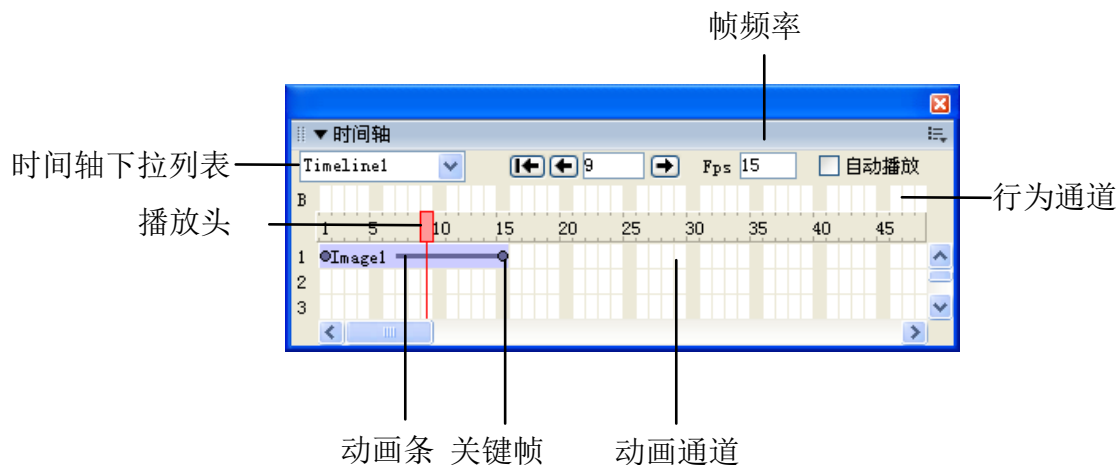 帧频率
时间轴
时间轴下拉列表
Timeline1
9
Fps 15
自动播放
行为通道
B
播放头
1 5 10 15 20 25 30 35 40 45
1 Image1
2
3
动画条 关键帧 动画通道